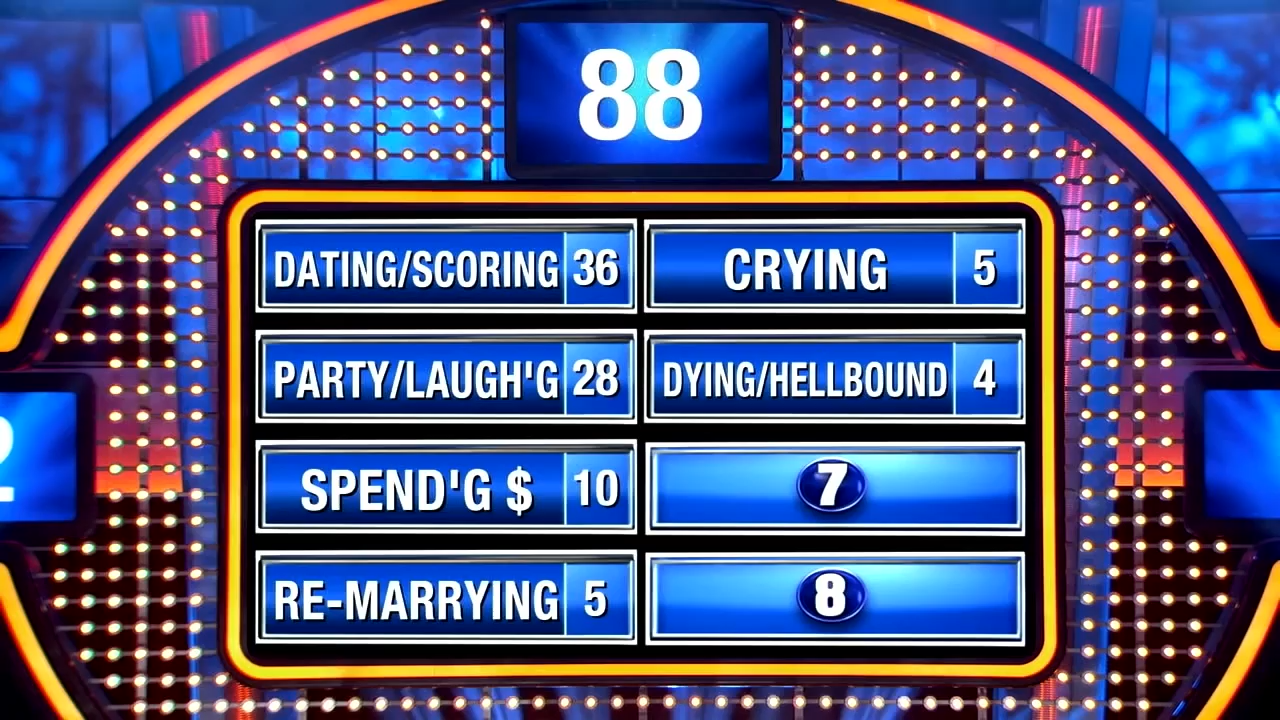 88
DATING/SCORING 36
PARTY/LAUGH'G 28
SPEND'G $ 10
RE-MARRYING 5
CRYING 5
DYING/HELLBOUND 4
7
8